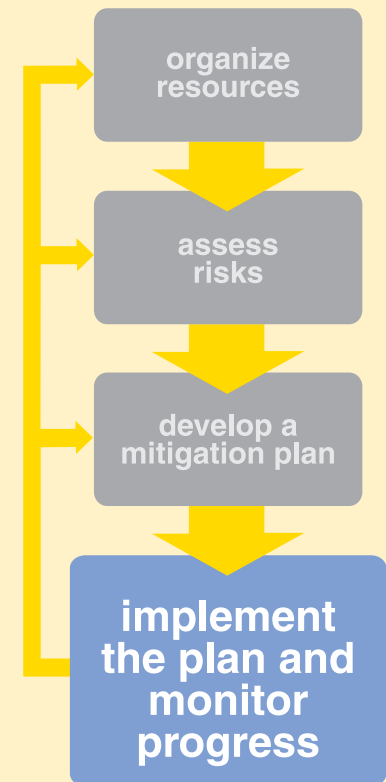 organize
resources
assess
risks
develop a
mitigation plan
implement
the plan and
monitor
progress